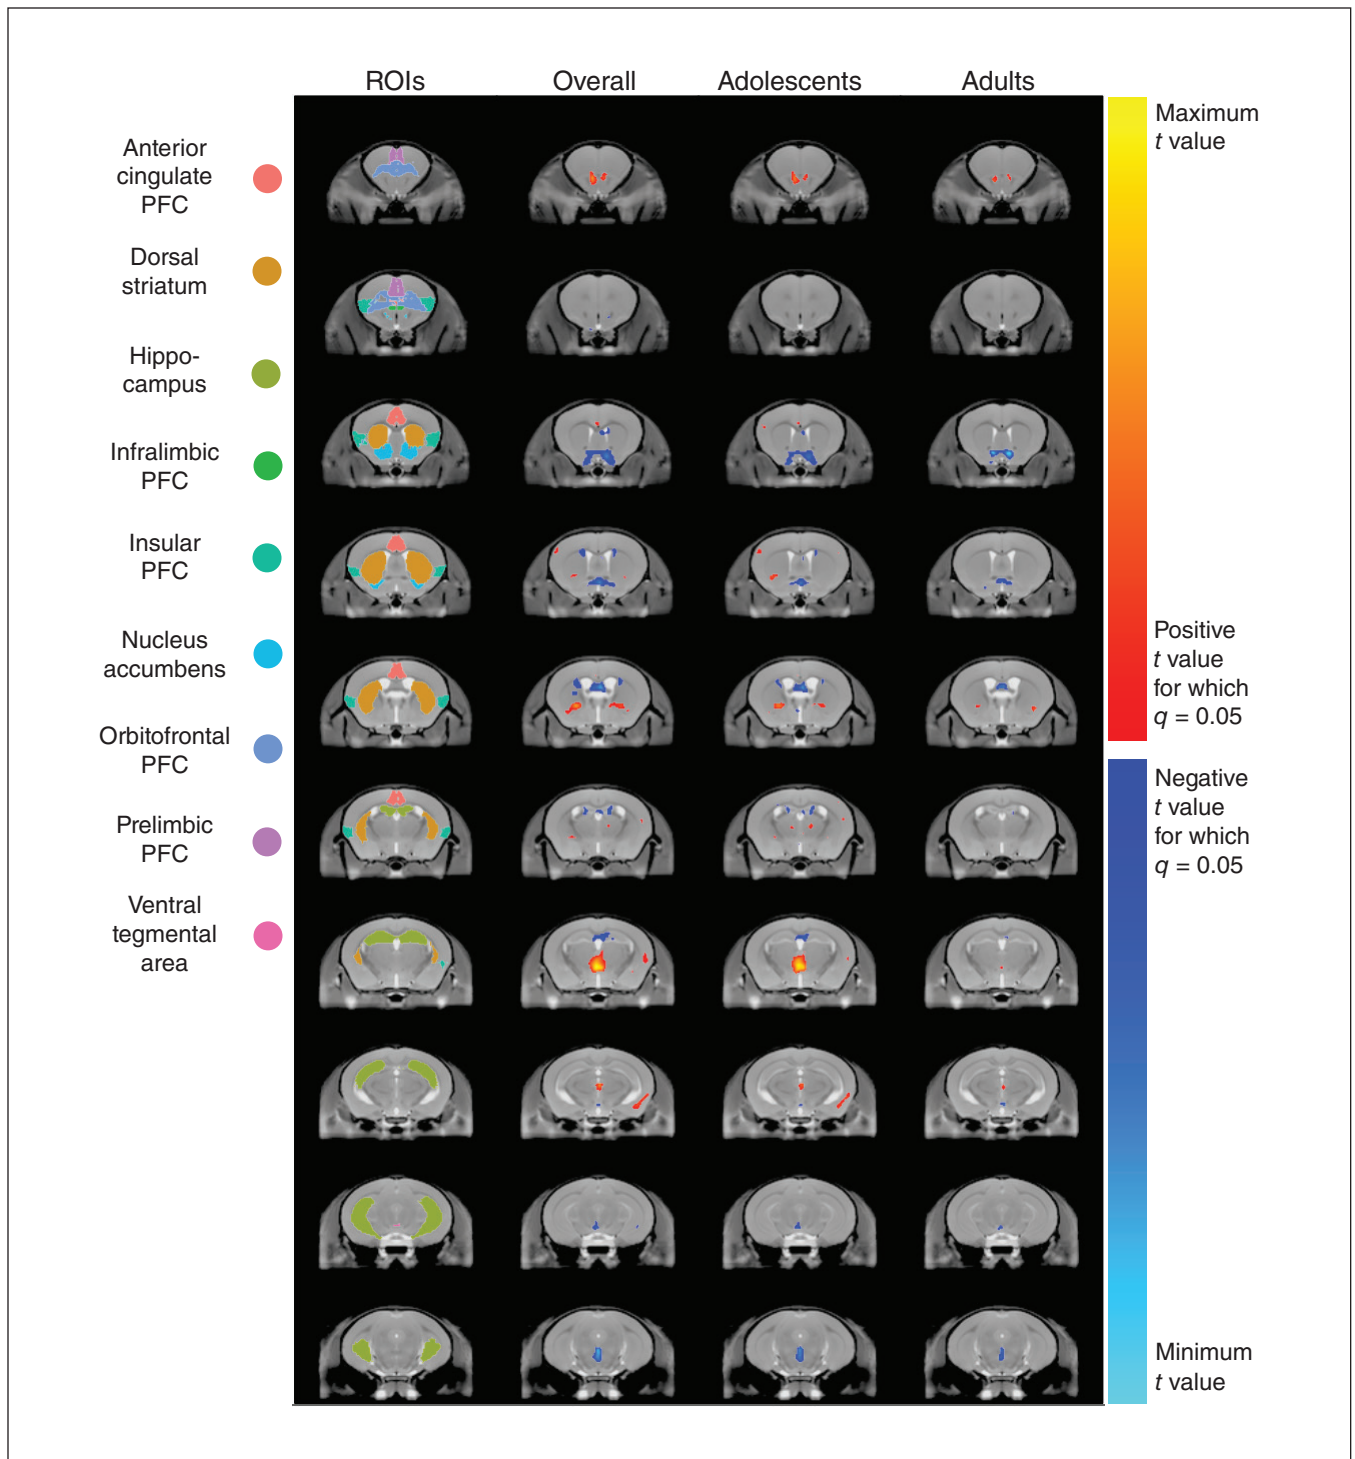 ROIs Overall Adolescents Adults
Anterior
cingulate
PFC
Dorsal
striatum
Hippo-
campus
Infralimbic
PFC
Insular
PFC
Nucleus
accumbens
Orbitofrontal
PFC
Prelimbic
PFC
Ventral
tegmental
area
Maximum
t value
Positive
t value
for which
q = 0.05
Negative
t value
for which
q = 0.05
Minimum
t value